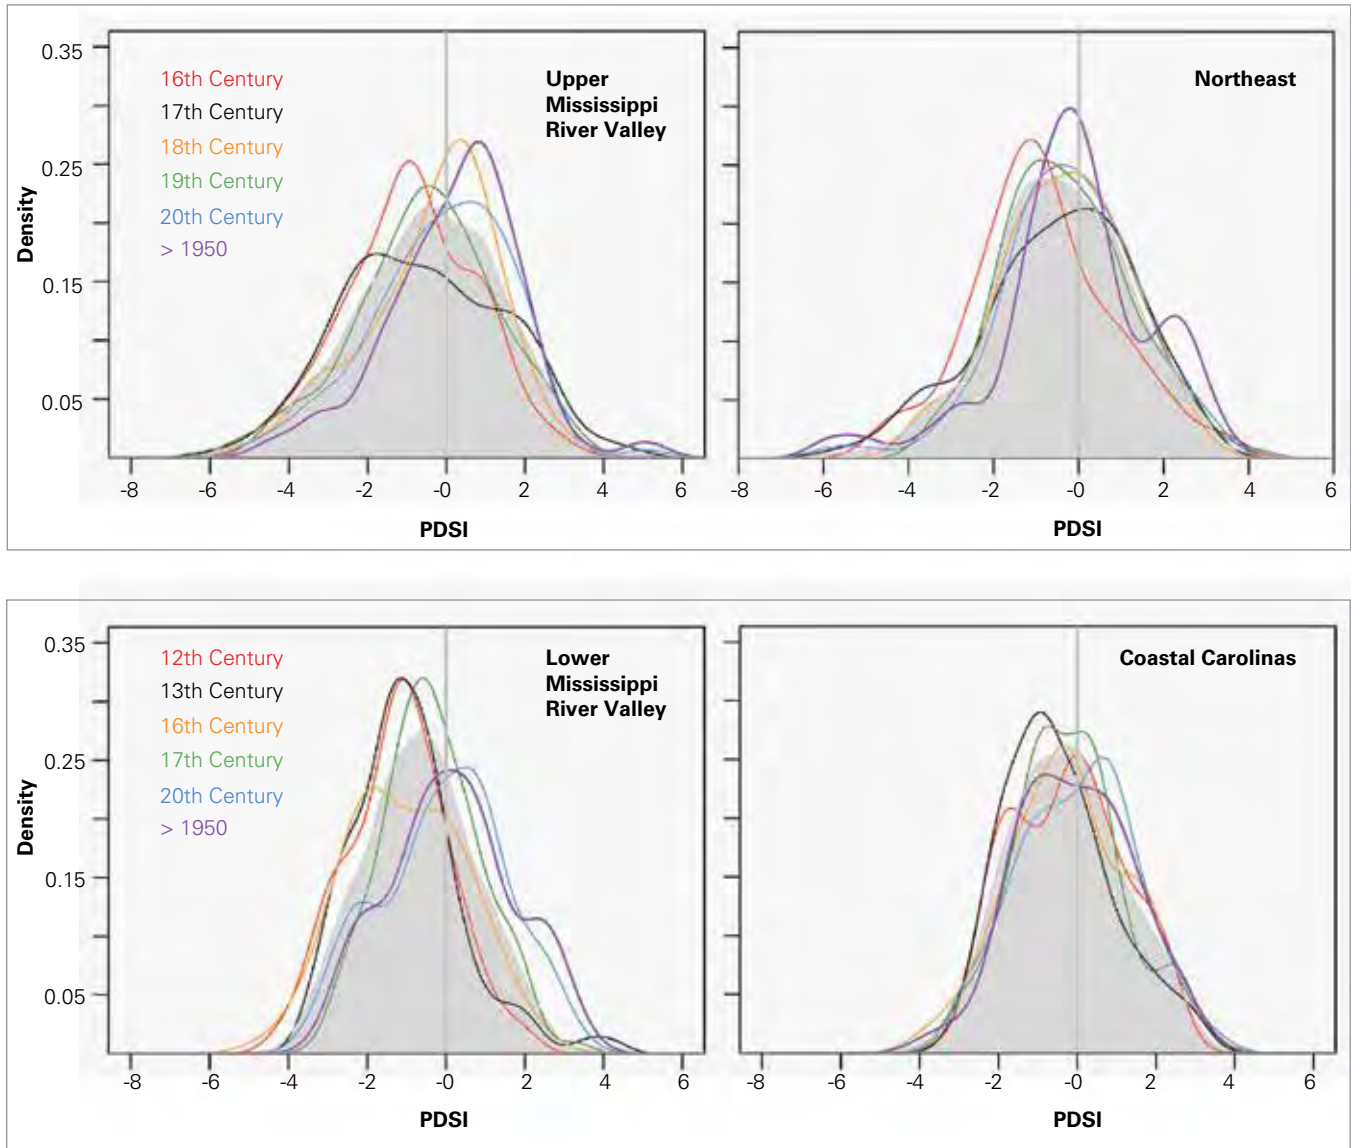 0.35
0.25
0.15
0.05
Density
16th Century
17th Century
18th Century
19th Century
20th Century
> 1950
Upper
Mississippi
River Valley
-8 -6 -4 -2 -0 2 4 6
PDSI
Northeast
-8 -6 -4 -2 -0 2 4 6
PDSI
0.35
0.25
0.15
0.05
Density
12th Century
13th Century
16th Century
17th Century
20th Century
> 1950
Lower
Mississippi
River Valley
-8 -6 -4 -2 -0 2 4 6
PDSI
Coastal Carolinas
-8 -6 -4 -2 -0 2 4 6
PDSI